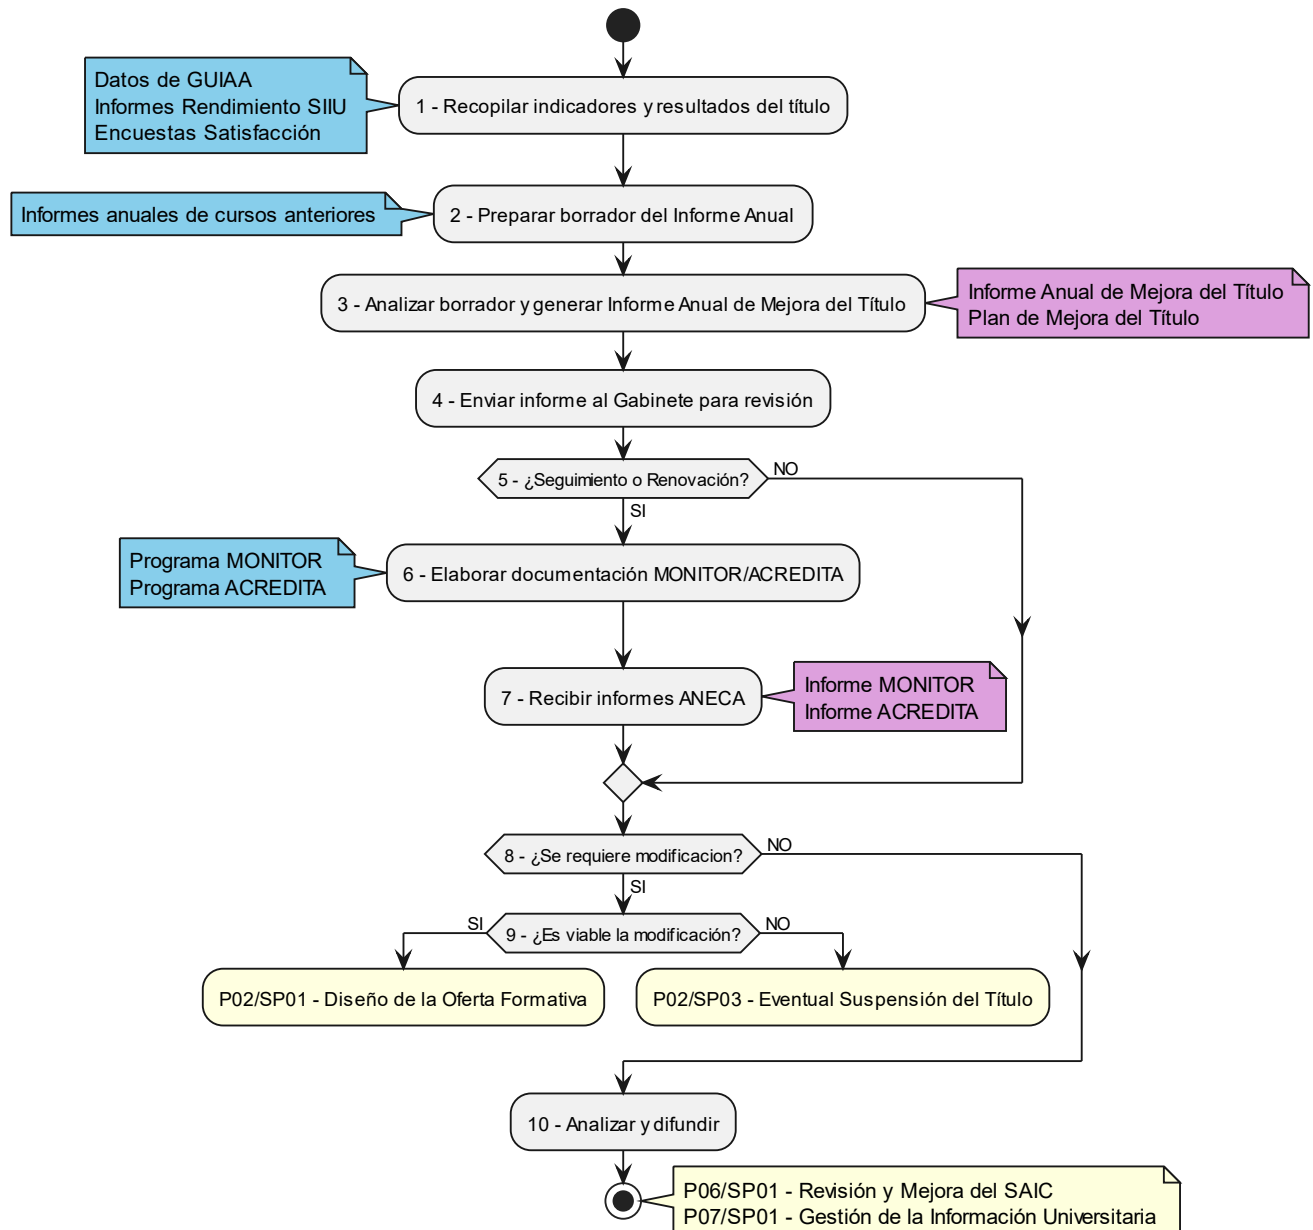 Datos de GUIAA
Informes Rendimiento SIIU
Encuestas Satisfacción
1 - Recopilar indicadores y resultados del título
Informes anuales de cursos anteriores
2 - Preparar borrador del Informe Anual
3 - Analizar borrador y generar Informe Anual de Mejora del Título
Informe Anual de Mejora del Título
Plan de Mejora del Título
4 - Enviar informe al Gabinete para revisión
5 - ¿Seguimiento o Renovación?
NO
SI
Programa MONITOR
Programa ACREDITA
6 - Elaborar documentación MONITOR/ACREDITA
7 - Recibir informes ANECA
Informe MONITOR
Informe ACREDITA
8 - ¿Se requiere modificacion?
NO
SI
SI
9 - ¿Es viable la modificación?
NO
P02/SP01 - Diseño de la Oferta Formativa
P02/SP03 - Eventual Suspensión del Título
10 - Analizar y difundir
P06/SP01 - Revisión y Mejora del SAIC
P07/SP01 - Gestión de la Información Universitaria